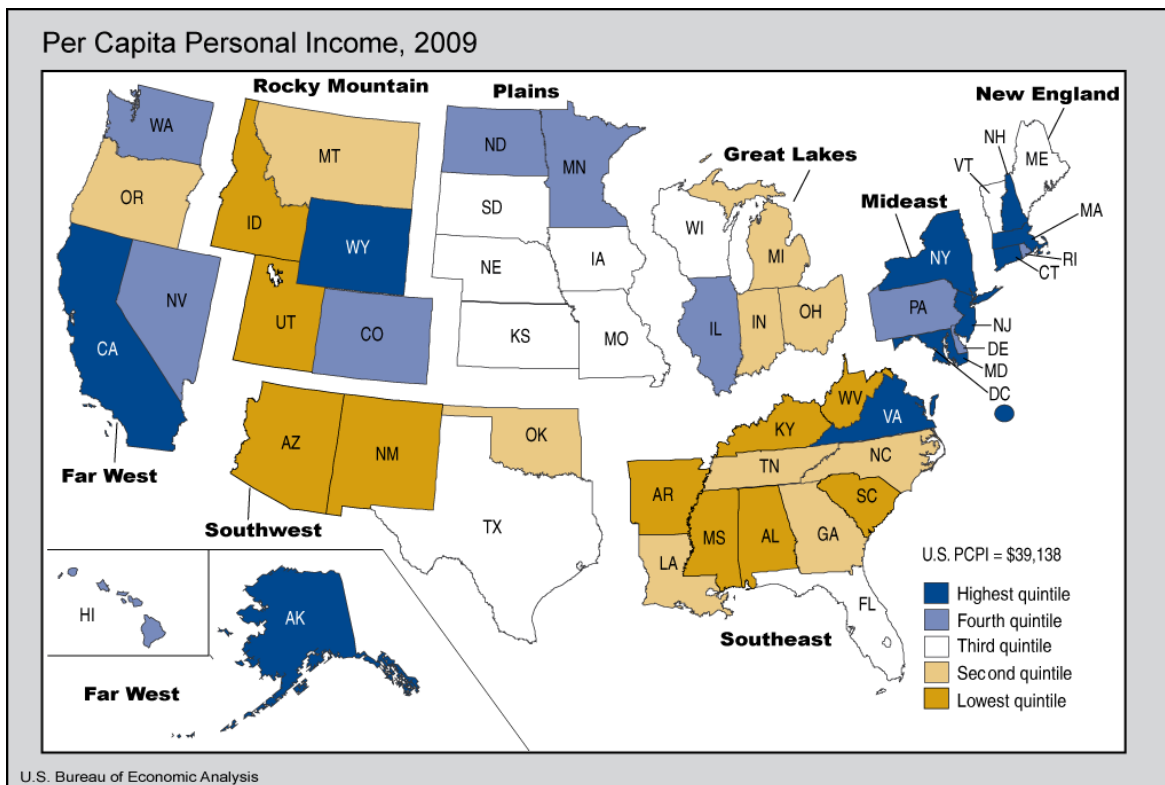 Per Capita Personal Income, 2009
Rocky Mountain
Plains
New England
WA
MT
ND
MN
Great Lakes
NH
VT
ME
OR
ID
SD
WI
Mideast
MA
WY
NY
RI
CT
IA
MI
NE
NV
UT
CO
PA
IL
IN
OH
NJ
CA
KS
MO
DE
MD
DC
WV
VA
KY
OK
AZ
NM
TN
NC
Far West
AR
SC
Southwest
TX
MS
AL
GA
LA
U.S. PCPI = $39,138
Highest quintile
FL
HI
AK
Fourth quintile
Third quintile
Southeast
Second quintile
Far West
Lowest quintile
U.S. Bureau of Economic Analysis